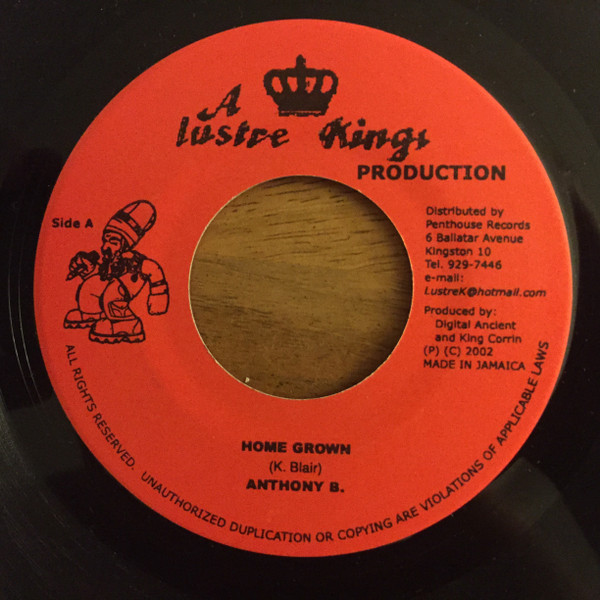 A
Lustre Kings
PRODUCTION
Side A
Distributed by
Penthouse Records
6 Ballatar Avenue
Kingston 10
Tel. 929-7446
e-mail:
LustreK@hotmail.com
Produced by:
Digital Ancient
and King Corrin
(P) (C) 2002
MADE IN JAMAICA
HOME GROWN
(K. Blair)
ANTHONY B.
ALL RIGHTS RESERVED. UNAUTHORIZED DUPLICATION OR COPYING ARE VIOLATIONS OF APPLICABLE LAWS